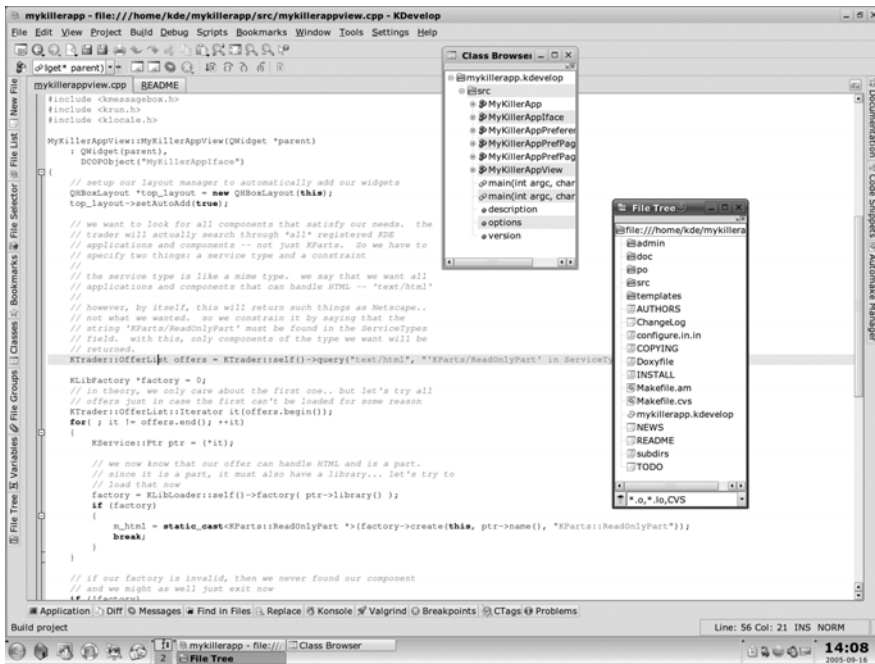 mykillerapp - file:///home/kde/mykillerapp/src/mykillerappview.cpp - KDevelop
File Edit View Project Build Debug Scripts Bookmarks Window Tools Settings Help
lget* parent)
mykillerappview.cpp README
New File
File List
File Selector
Bookmarks
Classes
File Groups
Variables
File Tree
#include <kmessagebox.h>
#include <krun.h>
#include <klocale.h>
MyKillerAppView::MyKillerAppView(QWidget *parent)
: QWidget(parent),
DCOPObject("MyKillerAppIface")
{
// setup our layout manager to automatically add our widgets
QHBoxLayout *top_layout = new QHBoxLayout(this);
top_layout->setAutoAdd(true);
// we want to look for all components that satisfy our needs. the
// trader will actually search through *all* registered KDE
// applications and components -- not just KParts. So we have to
// specify two things: a service type and a constraint
//
// the service type is like a mime type. we say that we want all
// applications and components that can handle HTML -- 'text/html'
//
// however, by itself, this will return such things as Netscape..
// not what we wanted. so we constrain it by saying that the
// string 'KParts/ReadOnlyPart' must be found in the ServiceTypes
// field. with this, only components of the type we want will be
// returned.
KTrader::OfferList offers = KTrader::self()->query("text/html", "'KParts/ReadOnlyPart' in ServiceTy
KLibFactory *factory = 0;
// in theory, we only care about the first one.. but let's try all
// offers just in case the first can't be loaded for some reason
KTrader::OfferList::Iterator it(offers.begin());
for( ; it != offers.end(); ++it)
{
KService::Ptr ptr = (*it);
// we now know that our offer can handle HTML and is a part.
// since it is a part, it must also have a library... let's try to
// load that now
factory = KLibLoader::self()->factory( ptr->library() );
if (factory)
{
m_html = static_cast<KParts::ReadOnlyPart *>(factory->create(this, ptr->name(), "KParts::ReadOnlyPart"));
break;
}
}
// if our factory is invalid, then we never found our component
// and we might as well just exit now
if (!factory)
Class Browser
mykillerapp.kdevelop
src
MyKillerApp
MyKillerAppIface
MyKillerAppPreferen
MyKillerAppPrefPag
MyKillerAppPrefPag
MyKillerAppView
main(int argc, char
main(int argc, char
description
options
version
File Tree
file:///home/kde/mykillera
admin
doc
po
src
templates
AUTHORS
ChangeLog
configure.in.in
COPYING
Doxyfile
INSTALL
Makefile.am
Makefile.cvs
mykillerapp.kdevelop
NEWS
README
subdirs
TODO
*.o,*.lo,CVS
Documentation
Code Snippets
Automake Manager
Application Diff Messages Find in Files Replace Konsole Valgrind Breakpoints CTags Problems
Build project
Line: 56 Col: 21 INS NORM
1
2
mykillerapp - file:///
Class Browser
File Tree
14:08
2005-09-16